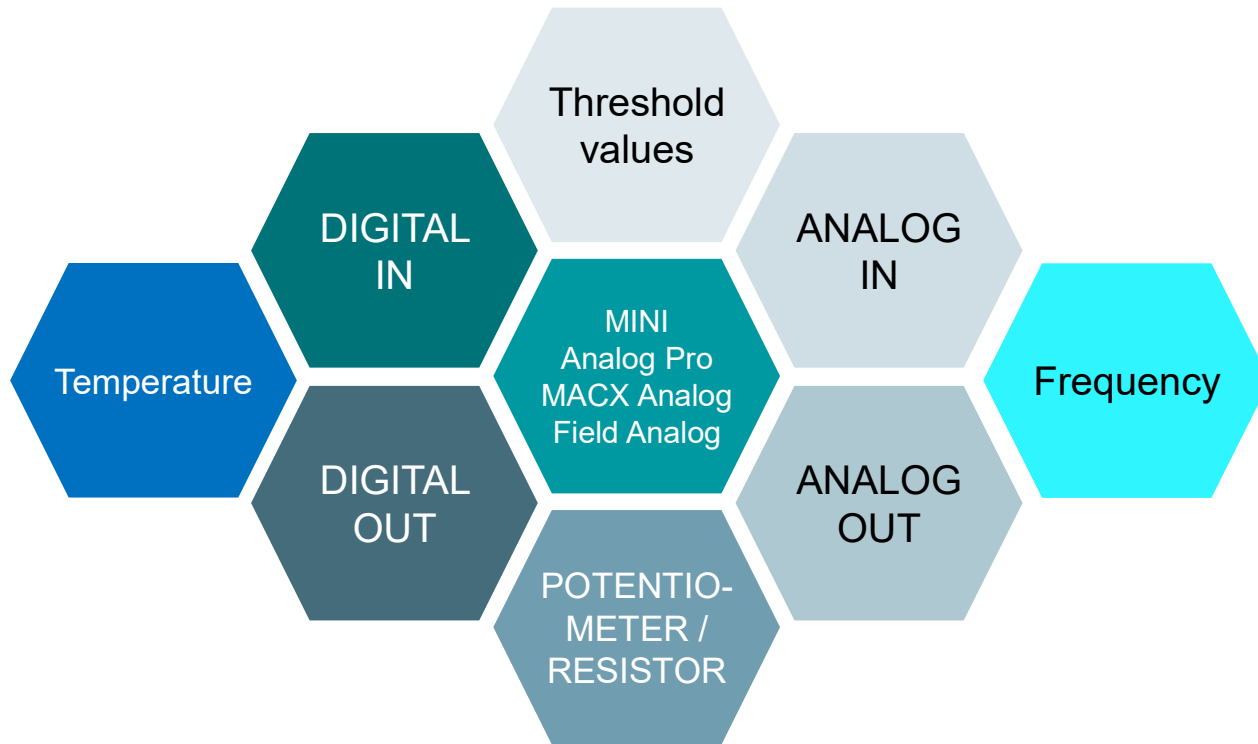 Threshold
values
DIGITAL
IN
ANALOG
IN
Temperature
MINI
Analog Pro
MACX Analog
Field Analog
Frequency
DIGITAL
OUT
ANALOG
OUT
POTENTIO-
METER /
RESISTOR